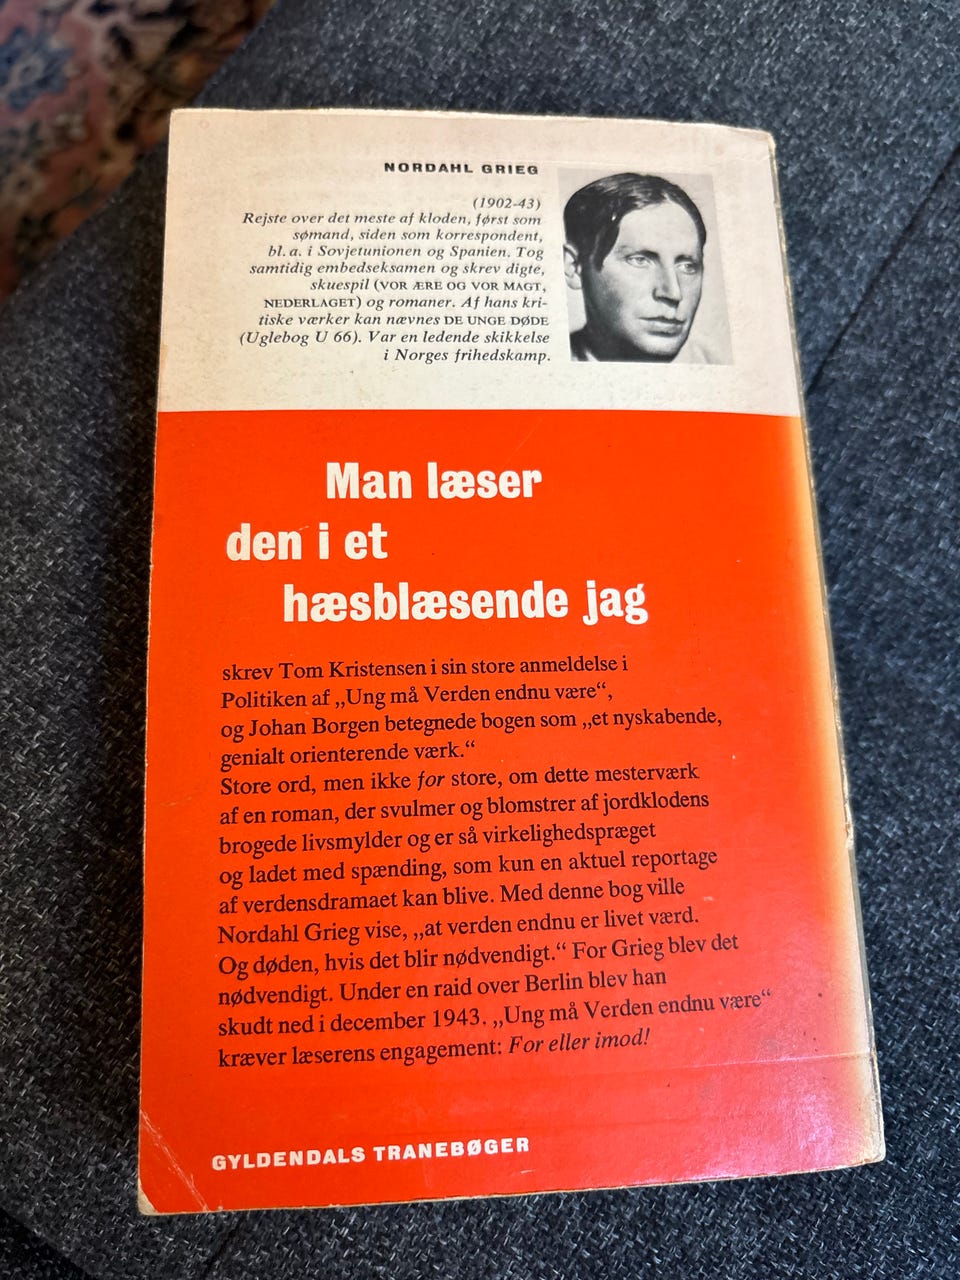 NORDAHL GRIEG
(1902-43)
Rejste over det meste af kloden, først som
sømand, siden som korrespondent,
bl. a. i Sovjetunionen og Spanien. Tog
samtidig embedseksamen og skrev digte,
skuespil (VOR ÆRE OG VOR MAGT,
NEDERLAGET) og romaner. Af hans kri-
tiske værker kan nævnes DE UNGE DØDE
(Uglebog U 66). Var en ledende skikkelse
i Norges frihedskamp.
Man læser
den i et
hæsblæsende jag
skrev Tom Kristensen i sin store anmeldelse i
Politiken af „Ung må Verden endnu være“,
og Johan Borgen betegnede bogen som „et nyskabende,
genialt orienterende værk.“
Store ord, men ikke for store, om dette mesterværk
af en roman, der svulmer og blomstrer af jordklodens
brogede livsmylder og er så virkelighedspræget
og ladet med spænding, som kun en aktuel reportage
af verdensdramaet kan blive. Med denne bog ville
Nordahl Grieg vise, „at verden endnu er livet værd.
Og døden, hvis det blir nødvendigt.“ For Grieg blev det
nødvendigt. Under en raid over Berlin blev han
skudt ned i december 1943. „Ung må Verden endnu være“
kræver læserens engagement: For eller imod!
GYLDENDALS TRANEBØGER